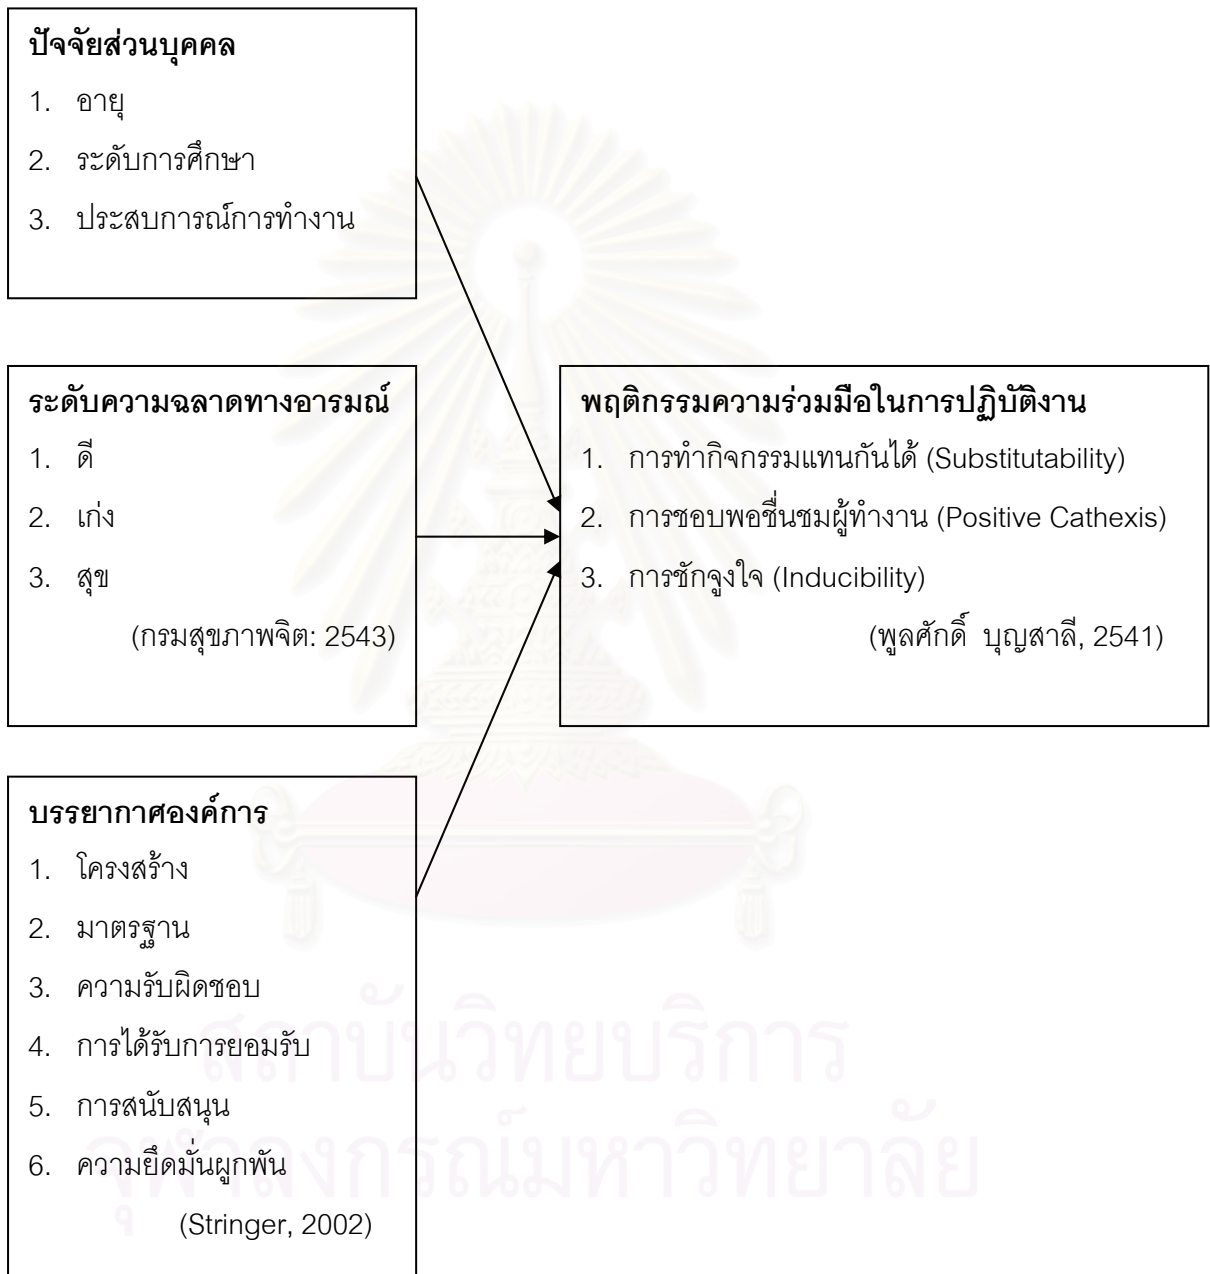 ปัจจัยส่วนบุคคล
1. อายุ
2. ระดับการศึกษา
3. ประสบการณ์การทำงาน
ระดับความฉลาดทางอารมณ์
1. ดี
2. เก่ง
3. สุข
(กรมสุขภาพจิต: 2543)
พฤติกรรมความร่วมมือในการปฏิบัติงาน
1. การทำกิจกรรมแทนกันได้ (Substitutability)
2. การชอบพอชื่นชมผู้ทำงาน (Positive Cathexis)
3. การชักจูงใจ (Inducibility)
(พูลศักดิ์ บุญสาลี, 2541)
บรรยากาศองค์การ
1. โครงสร้าง
2. มาตรฐาน
3. ความรับผิดชอบ
4. การได้รับการยอมรับ
5. การสนับสนุน
6. ความยึดมั่นผูกพัน
(Stringer, 2002)
สถาบันวิทยบริการ
จุฬาลงกรณ์มหาวิทยาลัย